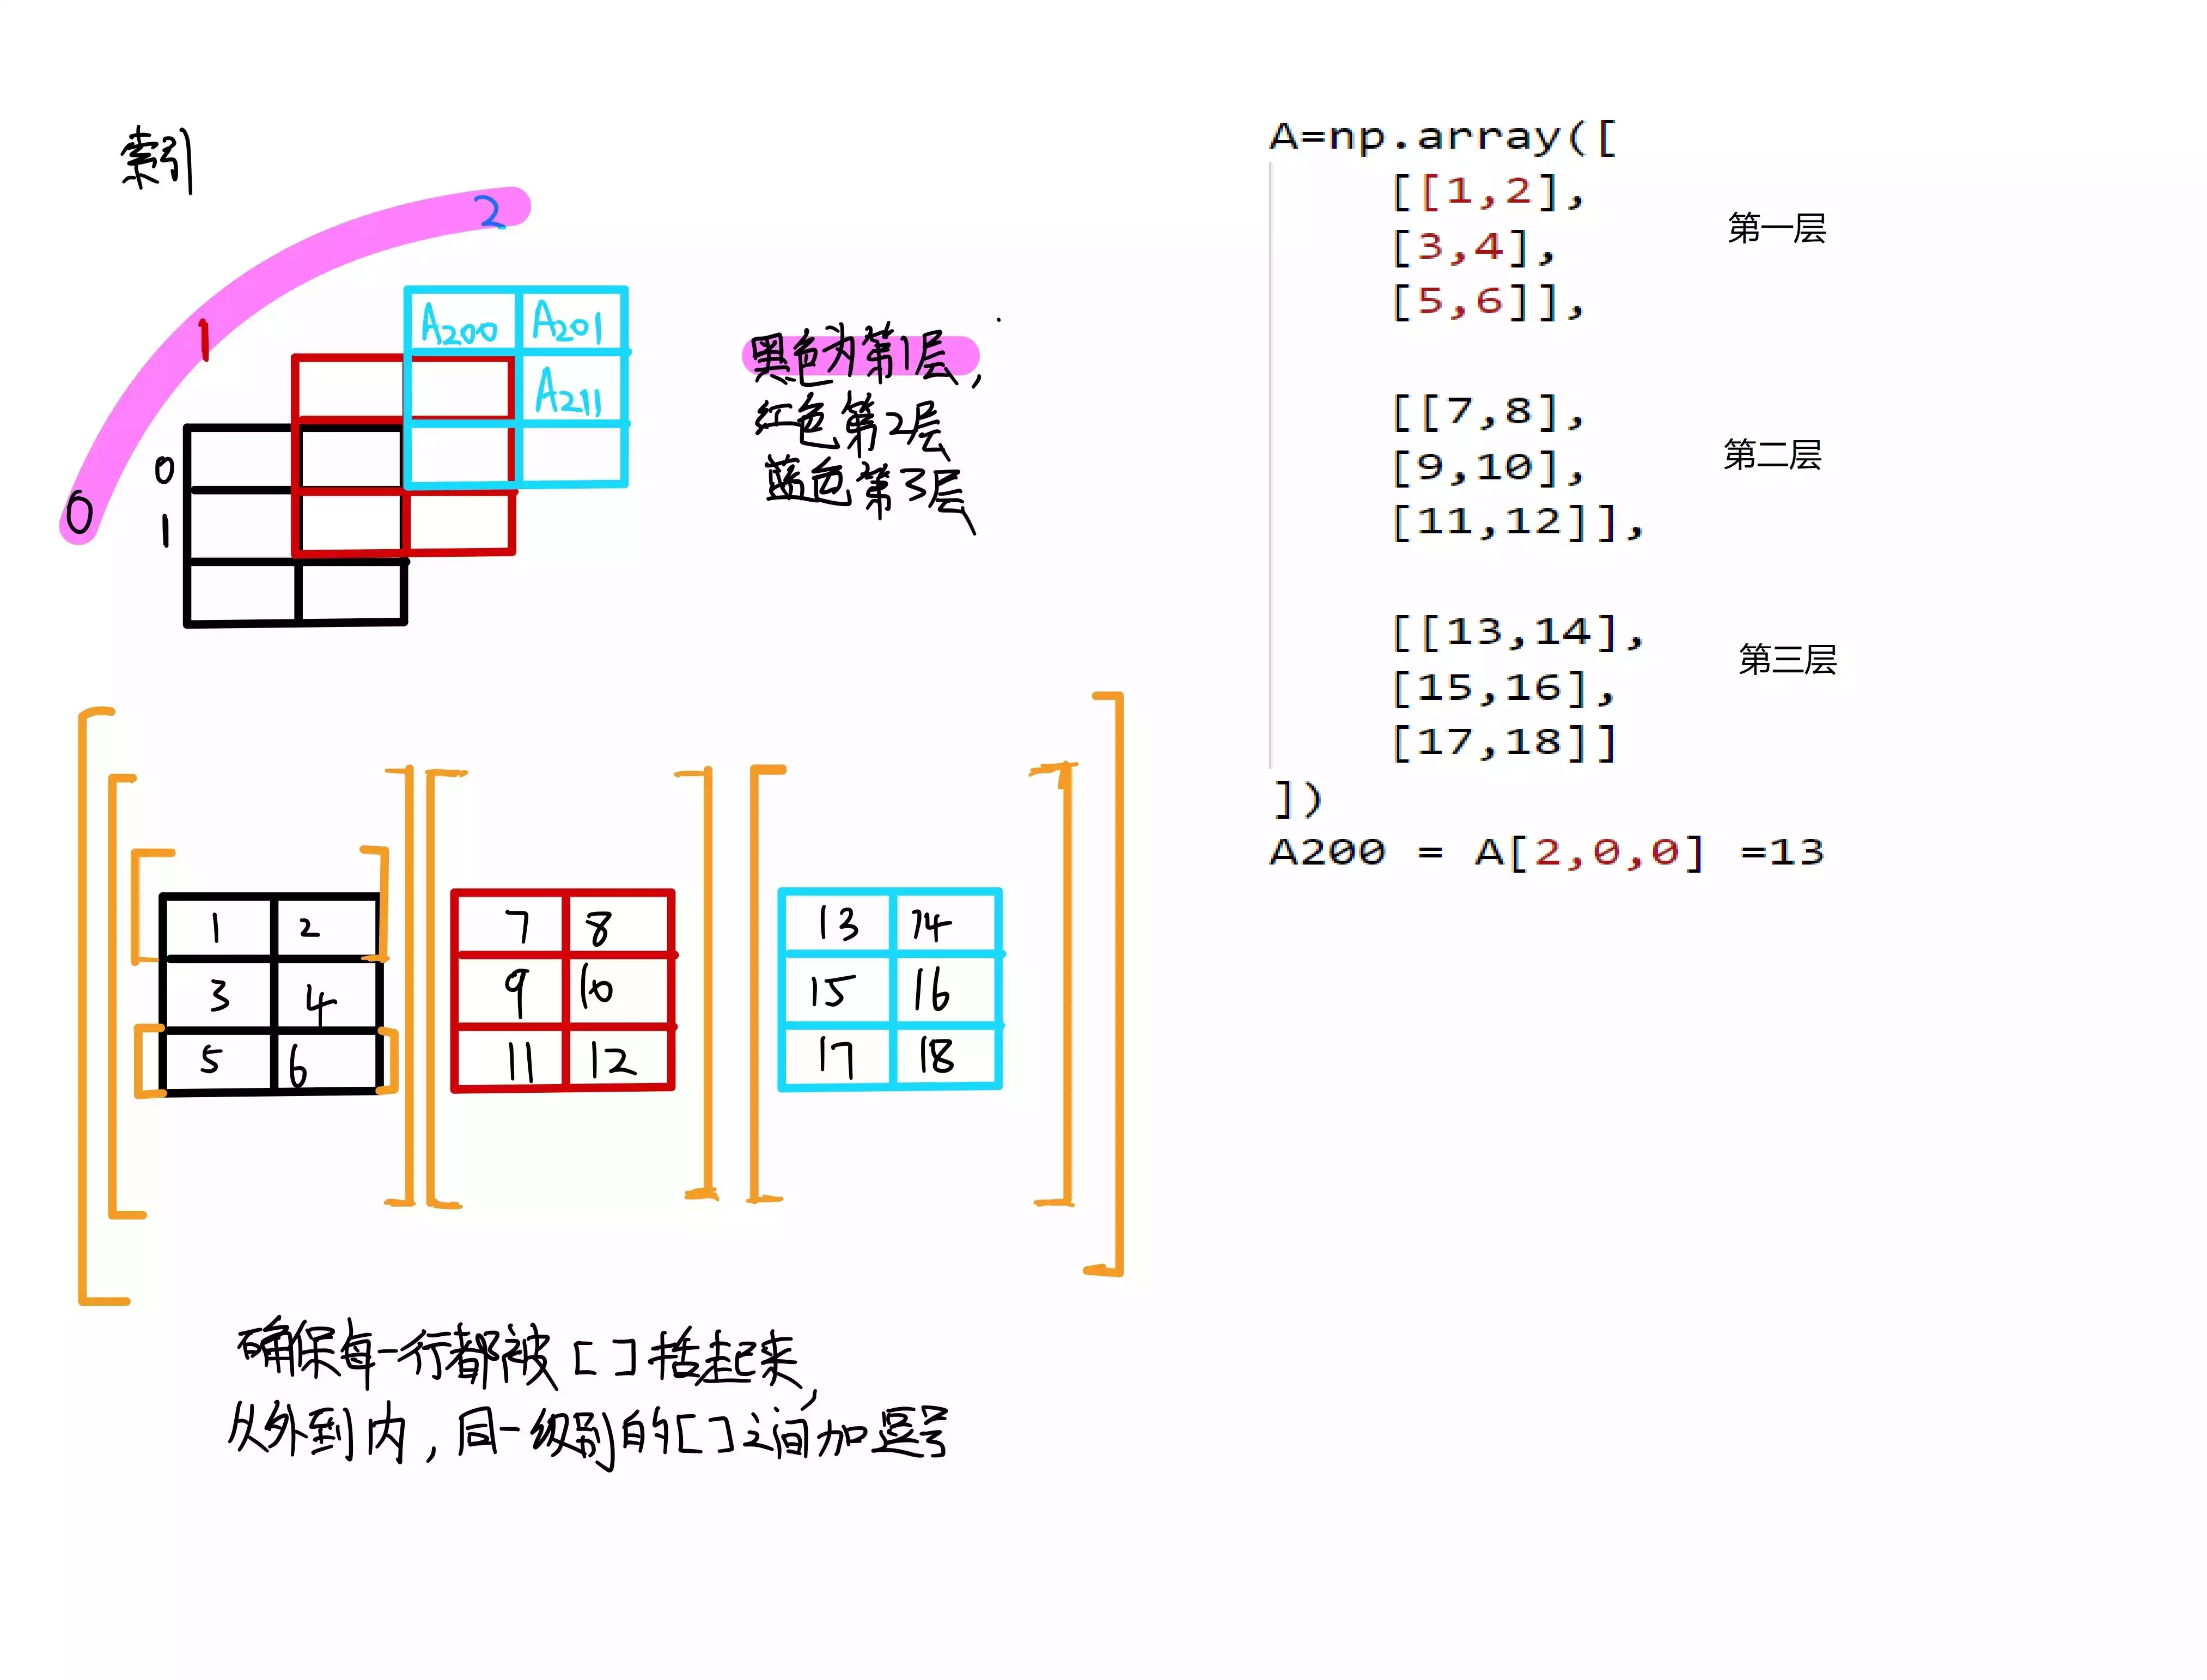 索引
2
1
0
0
1
A200 A201
A211
黑色为第1层,
红色第2层
蓝色第3层
1 2
3 4
5 6
7 8
9 10
11 12
13 14
15 16
17 18
确保每一行都被[]括起来,
从外到内,同一级别的[]之间加逗号
A=np.array([
[[1,2],
第一层
[3,4],
[5,6]],
[[7,8],
第二层
[9,10],
[11,12]],
[[13,14],
第三层
[15,16],
[17,18]]
])
A200 = A[2,0,0] =13